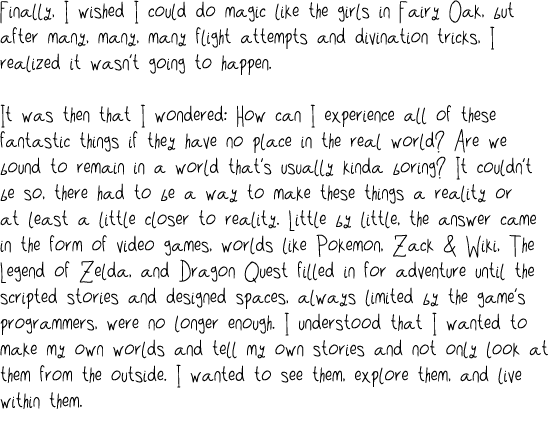 Finally, I wished I could do magic like the girls in Fairy Oak, but
after many, many, many flight attempts and divination tricks, I
realized it wasn't going to happen.
It was then that I wondered: How can I experience all of these
fantastic things if they have no place in the real world? Are we
bound to remain in a world that's usually kinda boring? It couldn't
be so, there had to be a way to make these things a reality or
at least a little closer to reality. Little by little, the answer came
in the form of video games, worlds like Pokemon, Zack & Wiki, The
Legend of Zelda, and Dragon Quest filled in for adventure until the
scripted stories and designed spaces, always limited by the game's
programmers, were no longer enough. I understood that I wanted to
make my own worlds and tell my own stories and not only look at
them from the outside. I wanted to see them, explore them, and live
within them.